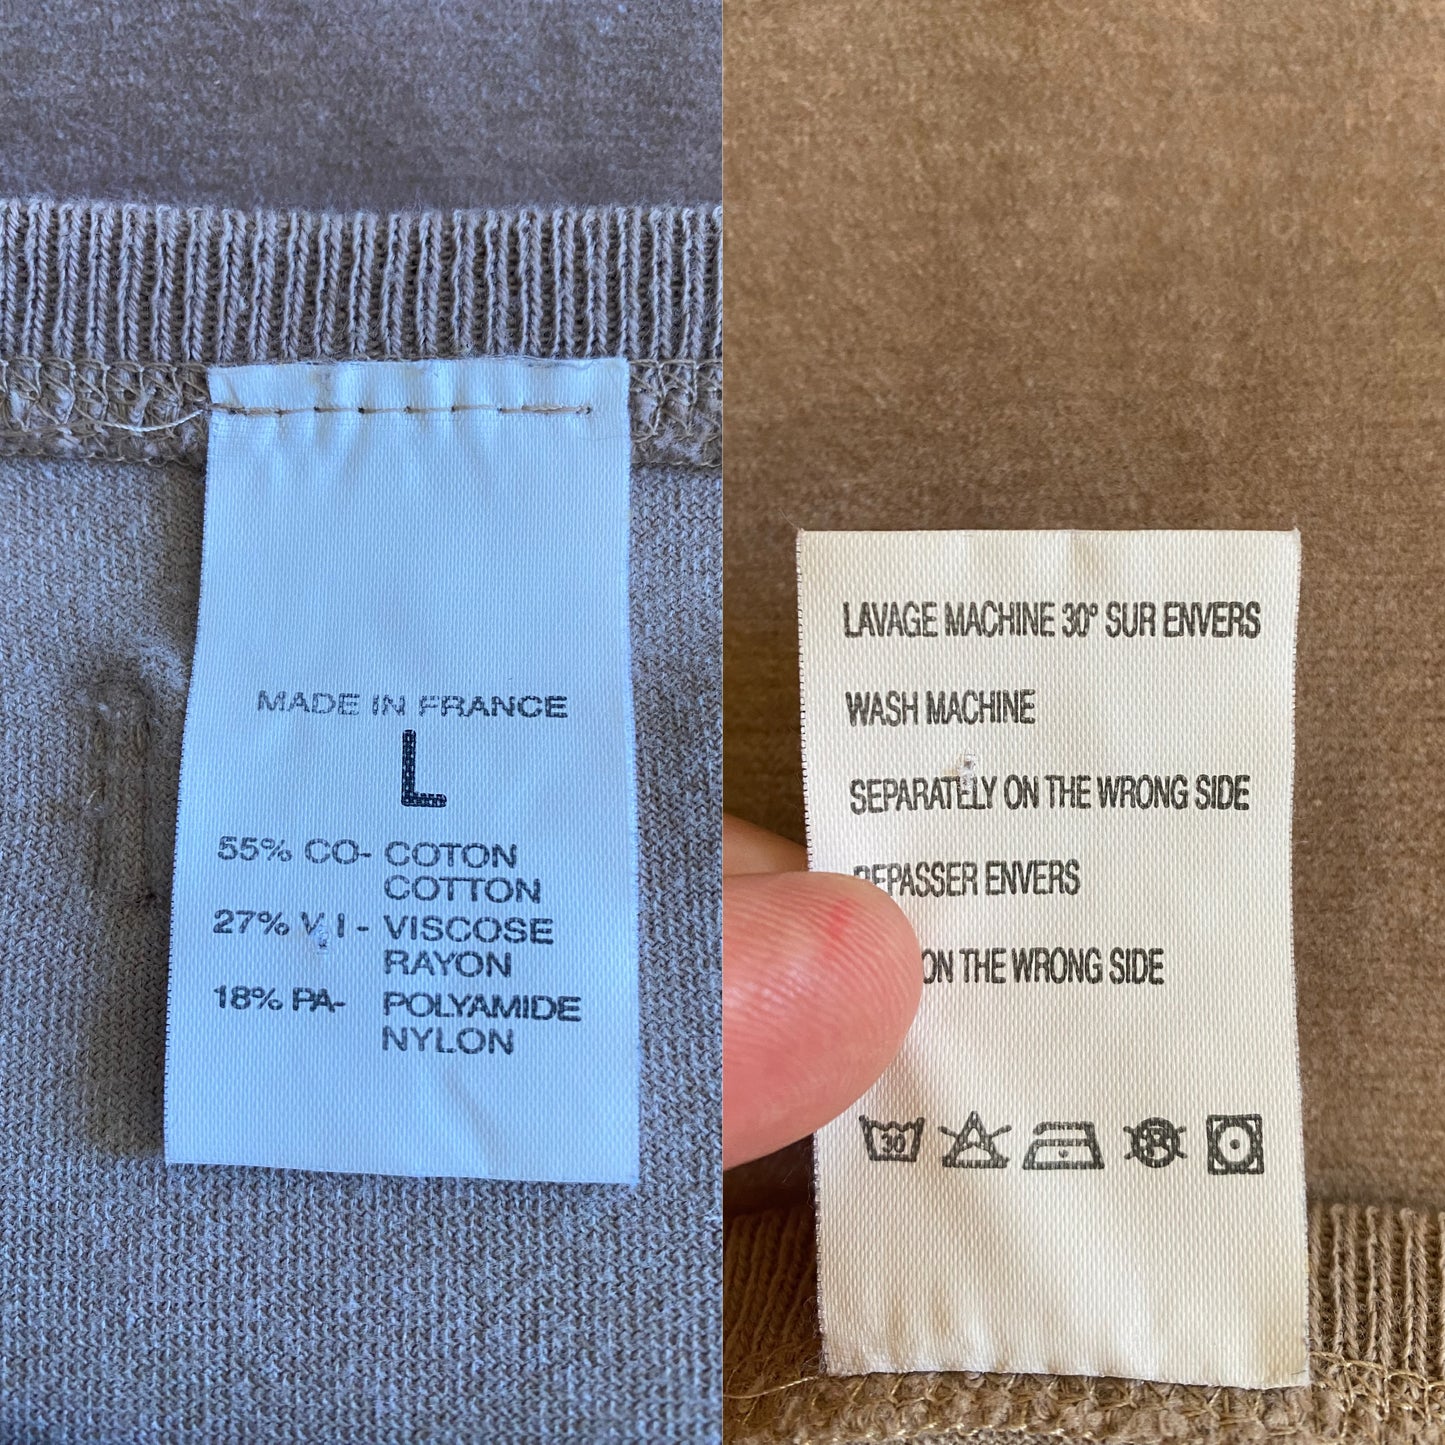 MADE IN FRANCE
L
55% CO- COTON
COTTON
27% V I - VISCOSE
RAYON
18% PA- POLYAMIDE
NYLON
LAVAGE MACHINE 30° SUR ENVERS
WASH MACHINE
SEPARATELY ON THE WRONG SIDE
REPASSER ENVERS
ON THE WRONG SIDE
30